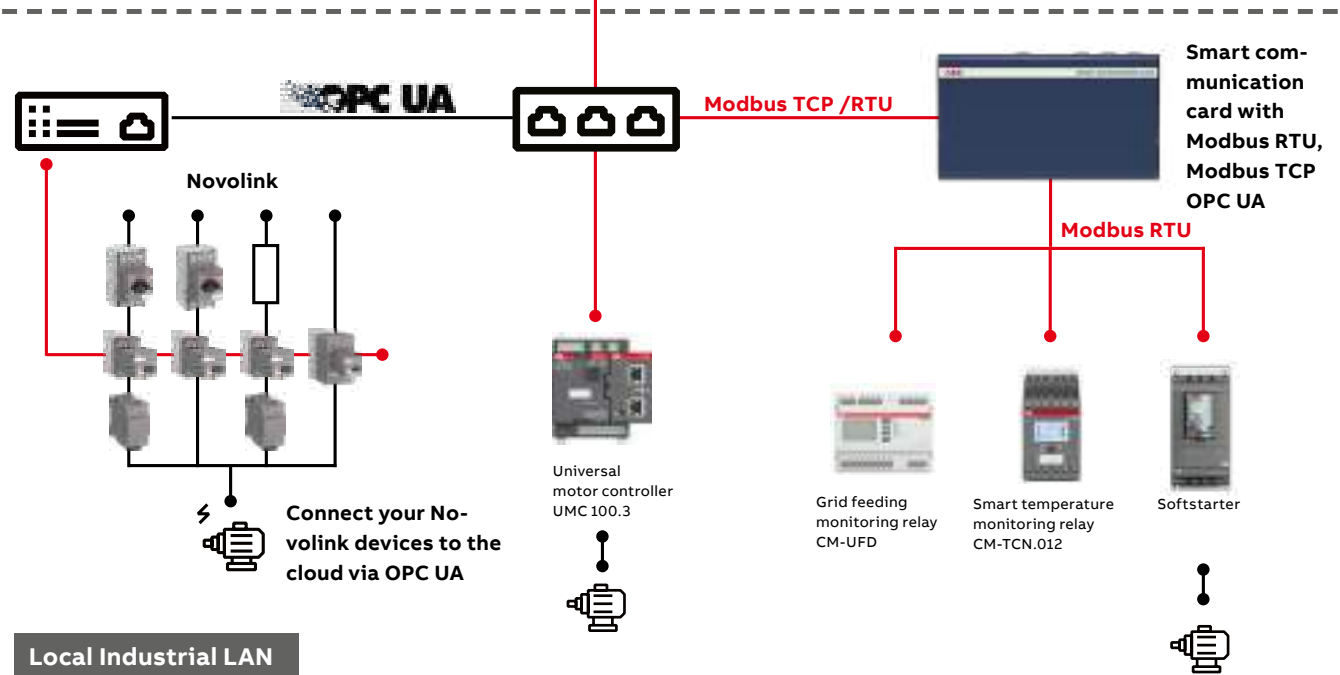 OPC UA
Modbus TCP /RTU
Smart com-
munication
card with
Modbus RTU,
Modbus TCP
OPC UA
ABB
Novolink
Modbus RTU
Universal
motor controller
UMC 100.3
Grid feeding
monitoring relay
CM-UFD
Smart temperature
monitoring relay
CM-TCN.012
Softstarter
Connect your No-
volink devices to the
cloud via OPC UA
Local Industrial LAN